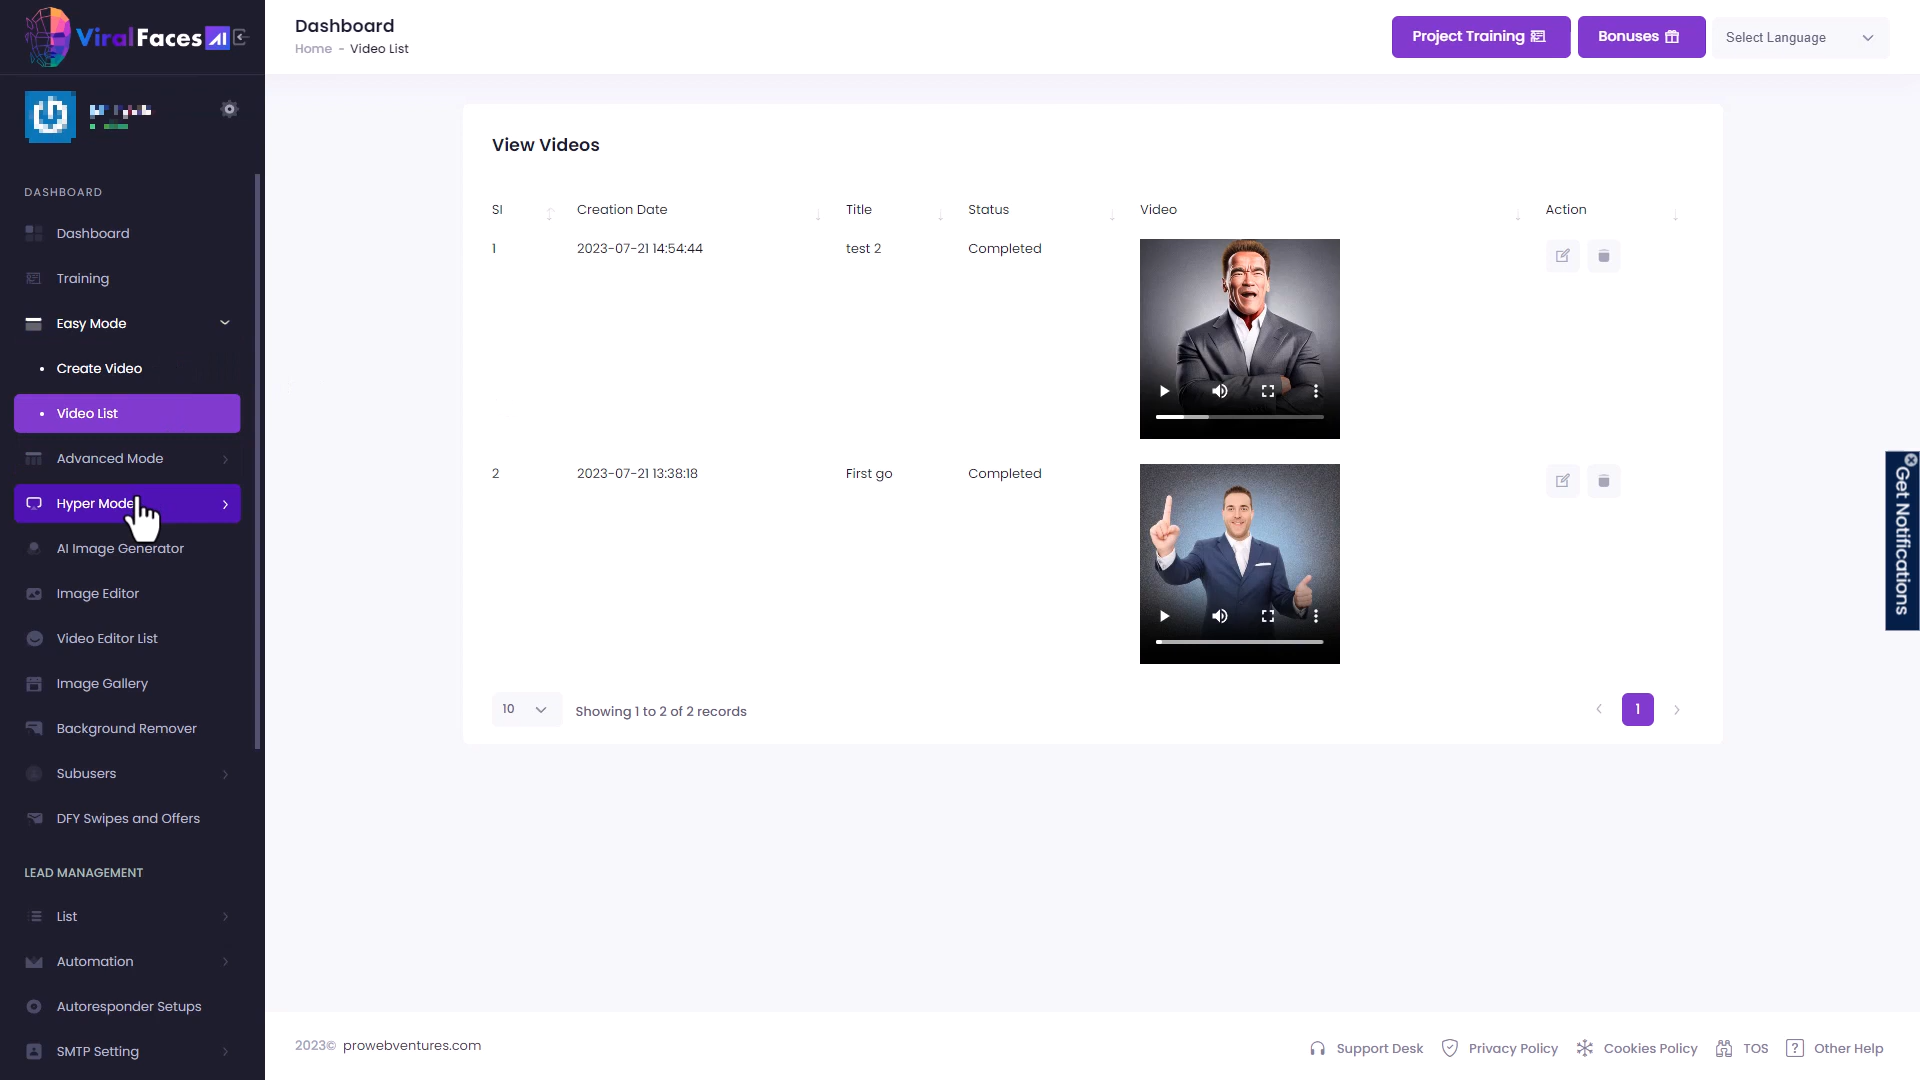 ViralFaces AI
Dashboard
Home - Video List
Project Training
Bonuses
Select Language
DASHBOARD
Dashboard
Training
Easy Mode
Create Video
Video List
Advanced Mode
Hyper Mode
AI Image Generator
Image Editor
Video Editor List
Image Gallery
Background Remover
Subusers
DFY Swipes and Offers
LEAD MANAGEMENT
List
Automation
Autoresponder Setups
SMTP Setting
View Videos
SI Creation Date Title Status Video Action
1 2023-07-21 14:54:44 test 2 Completed
2 2023-07-21 13:38:18 First go Completed
10 Showing 1 to 2 of 2 records
1
Get Notifications
2023© prowebventures.com
Support Desk Privacy Policy Cookies Policy TOS Other Help